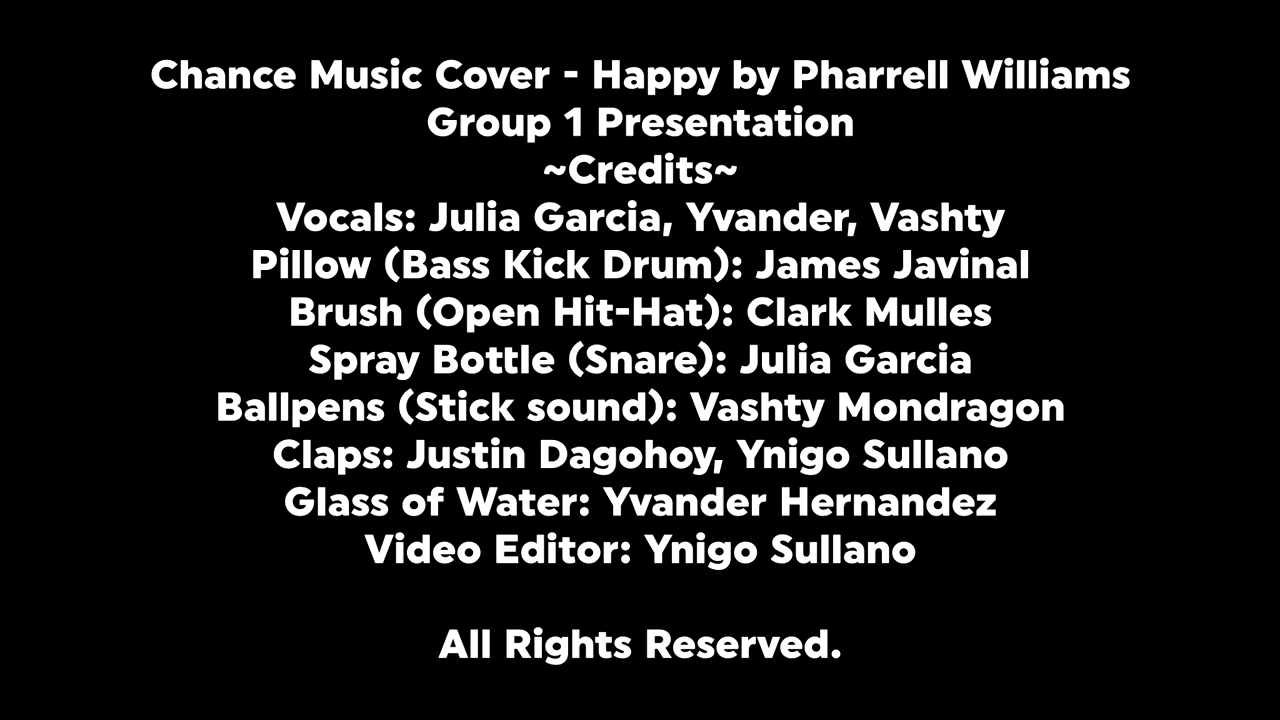 Chance Music Cover - Happy by Pharrell Williams
Group 1 Presentation
~Credits~
Vocals: Julia Garcia, Yvander, Vashty
Pillow (Bass Kick Drum): James Javinal
Brush (Open Hit-Hat): Clark Mulles
Spray Bottle (Snare): Julia Garcia
Ballpens (Stick sound): Vashty Mondragon
Claps: Justin Dagohoy, Ynigo Sullano
Glass of Water: Yvander Hernandez
Video Editor: Ynigo Sullano
All Rights Reserved.